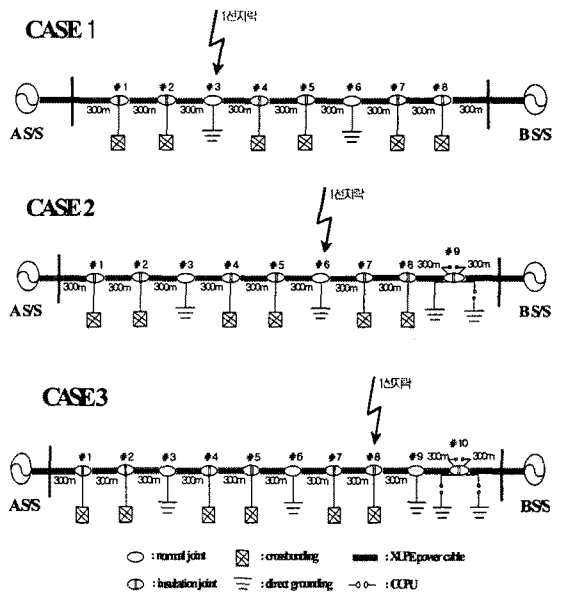 CASE 1
1선지락
#1 #2 #3 #4 #5 #6 #7 #8
300m 300m 300m 300m 300m 300m 300m 300m 300m
A S/S
B S/S
CASE 2
1선지락
#1 #2 #3 #4 #5 #6 #7 #8 #9
300m 300m 300m 300m 300m 300m 300m 300m 300m 300m
A S/S
B S/S
CASE 3
1선지락
#1 #2 #3 #4 #5 #6 #7 #8 #9 #10
300m 300m 300m 300m 300m 300m 300m 300m 300m 300m 300m
A S/S
B S/S
: normal joint : crossbunding : XLPE power cable
: insulation joint : direct grounding : CCPU